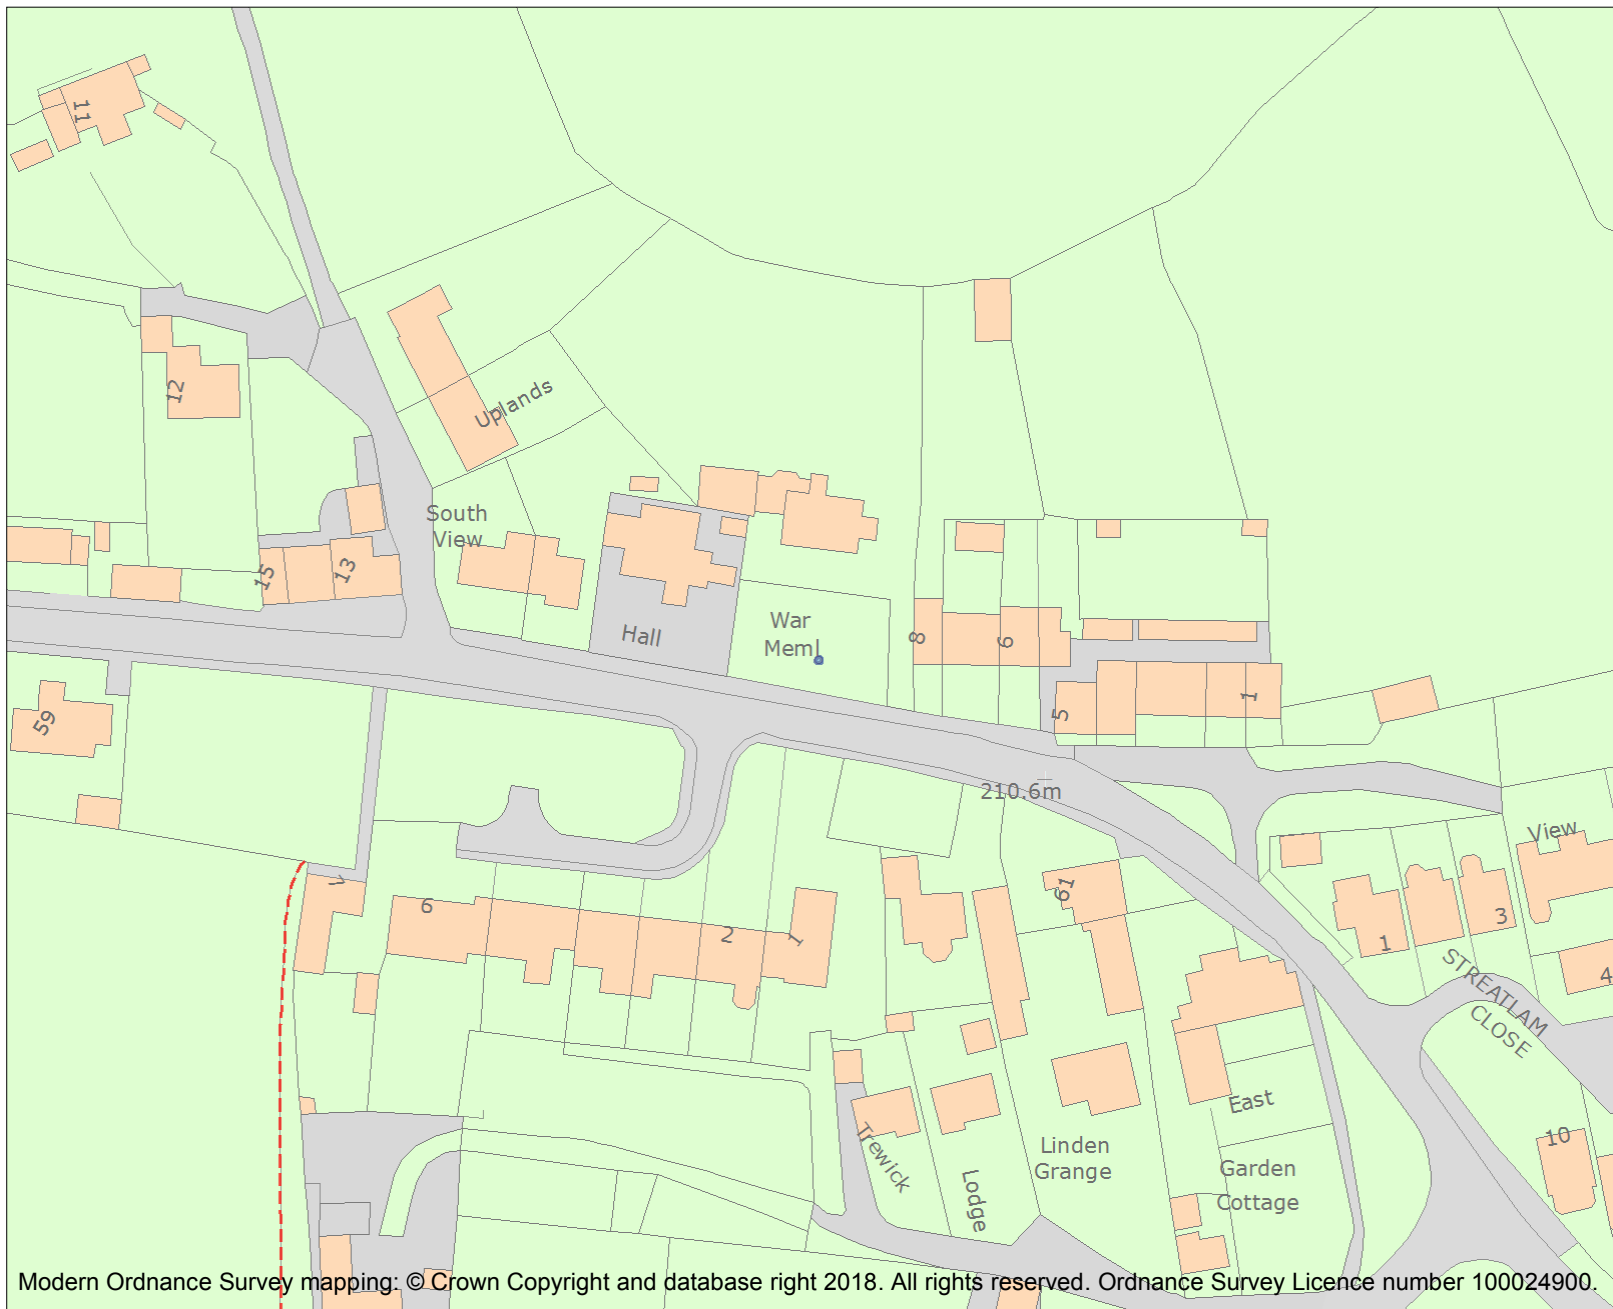 11
12
Uplands
South
View
15
13
Hall
War
Meml
8
6
5
1
59
210.6m
View
7
6
2
1
61
1
3
4
STREATLAM
CLOSE
East
10
Trewick
Lodge
Linden
Grange
Garden
Cottage
Modern Ordnance Survey mapping: © Crown Copyright and database right 2018. All rights reserved. Ordnance Survey Licence number 100024900.